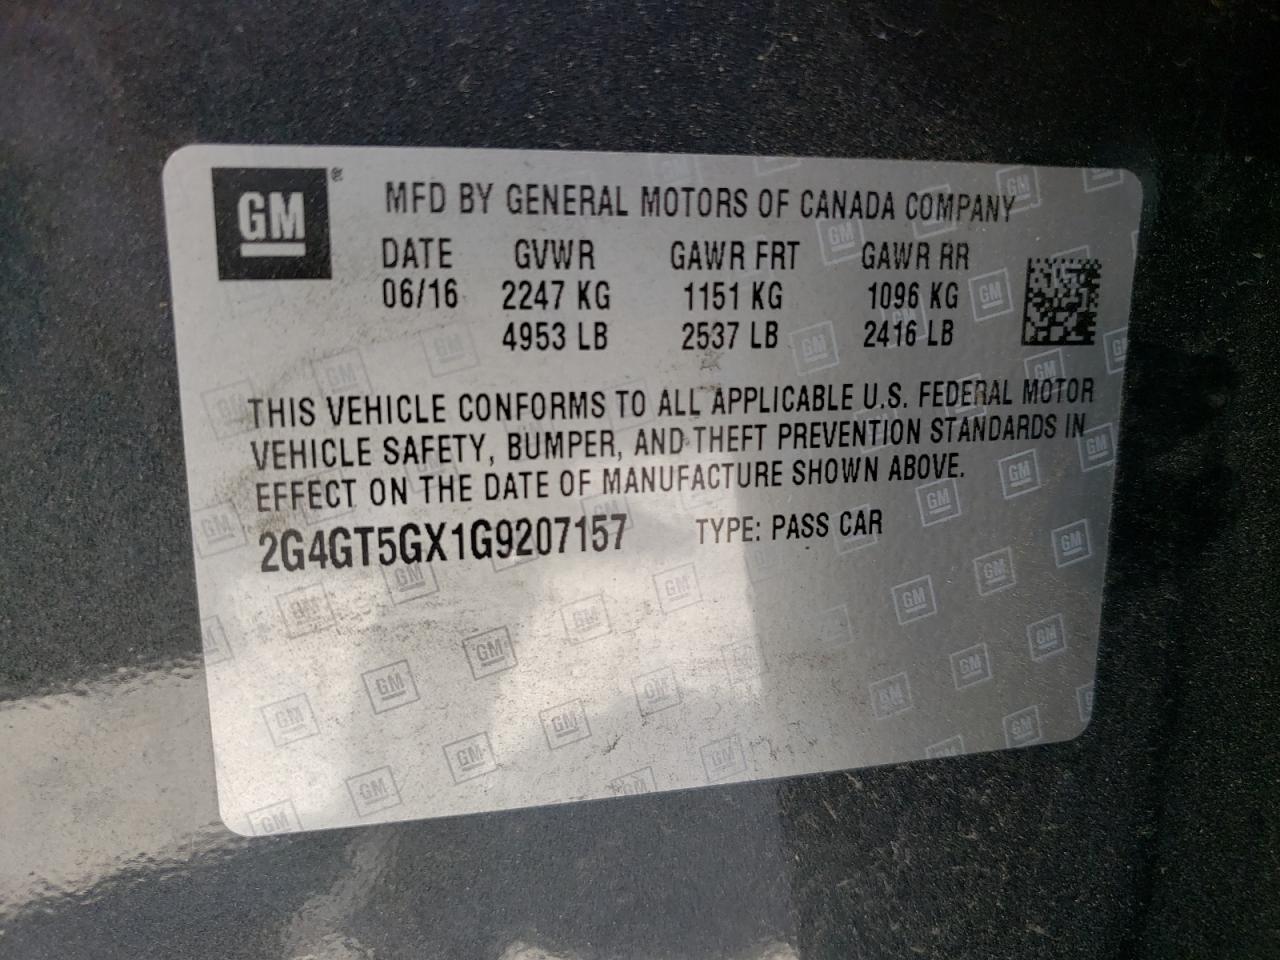 GM ®
MFD BY GENERAL MOTORS OF CANADA COMPANY
DATE GVWR GAWR FRT GAWR RR
06/16 2247 KG 1151 KG 1096 KG
4953 LB 2537 LB 2416 LB
THIS VEHICLE CONFORMS TO ALL APPLICABLE U.S. FEDERAL MOTOR
VEHICLE SAFETY, BUMPER, AND THEFT PREVENTION STANDARDS IN
EFFECT ON THE DATE OF MANUFACTURE SHOWN ABOVE.
2G4GT5GX1G9207157 TYPE: PASS CAR